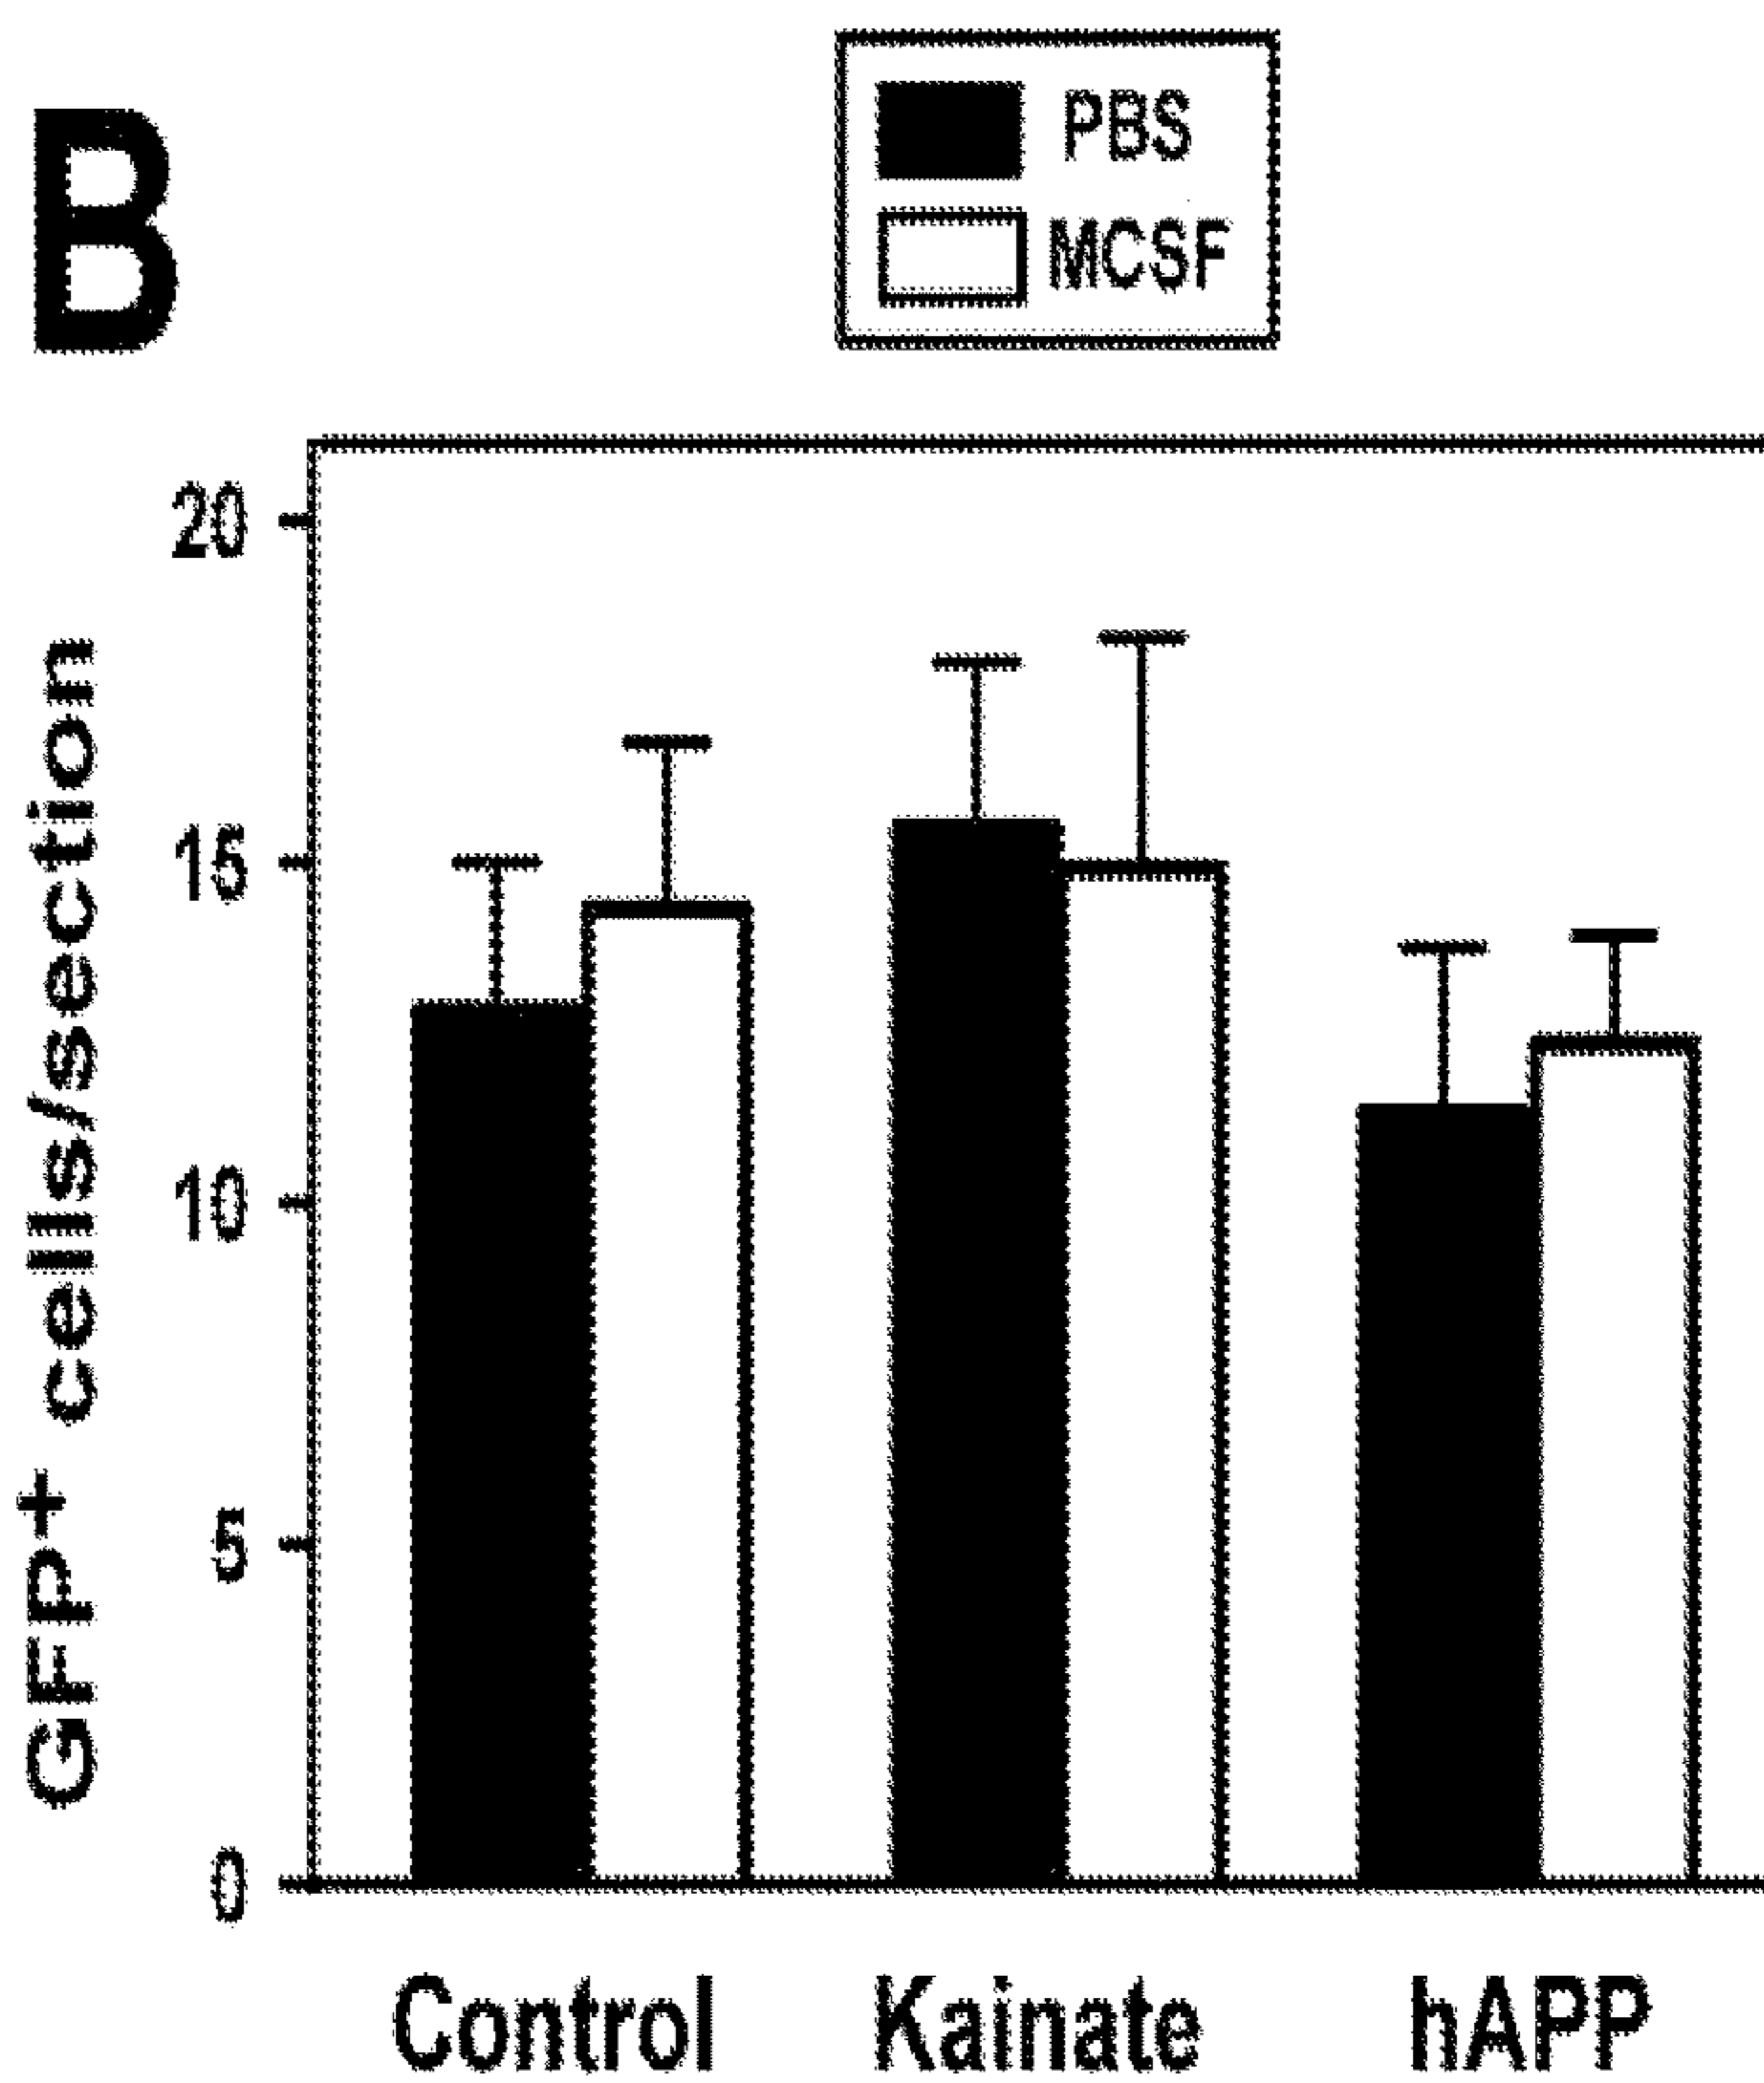 B
PBS
MCSF
GFP+ cells/section
20
15
10
5
0
Control Kainate hAPP